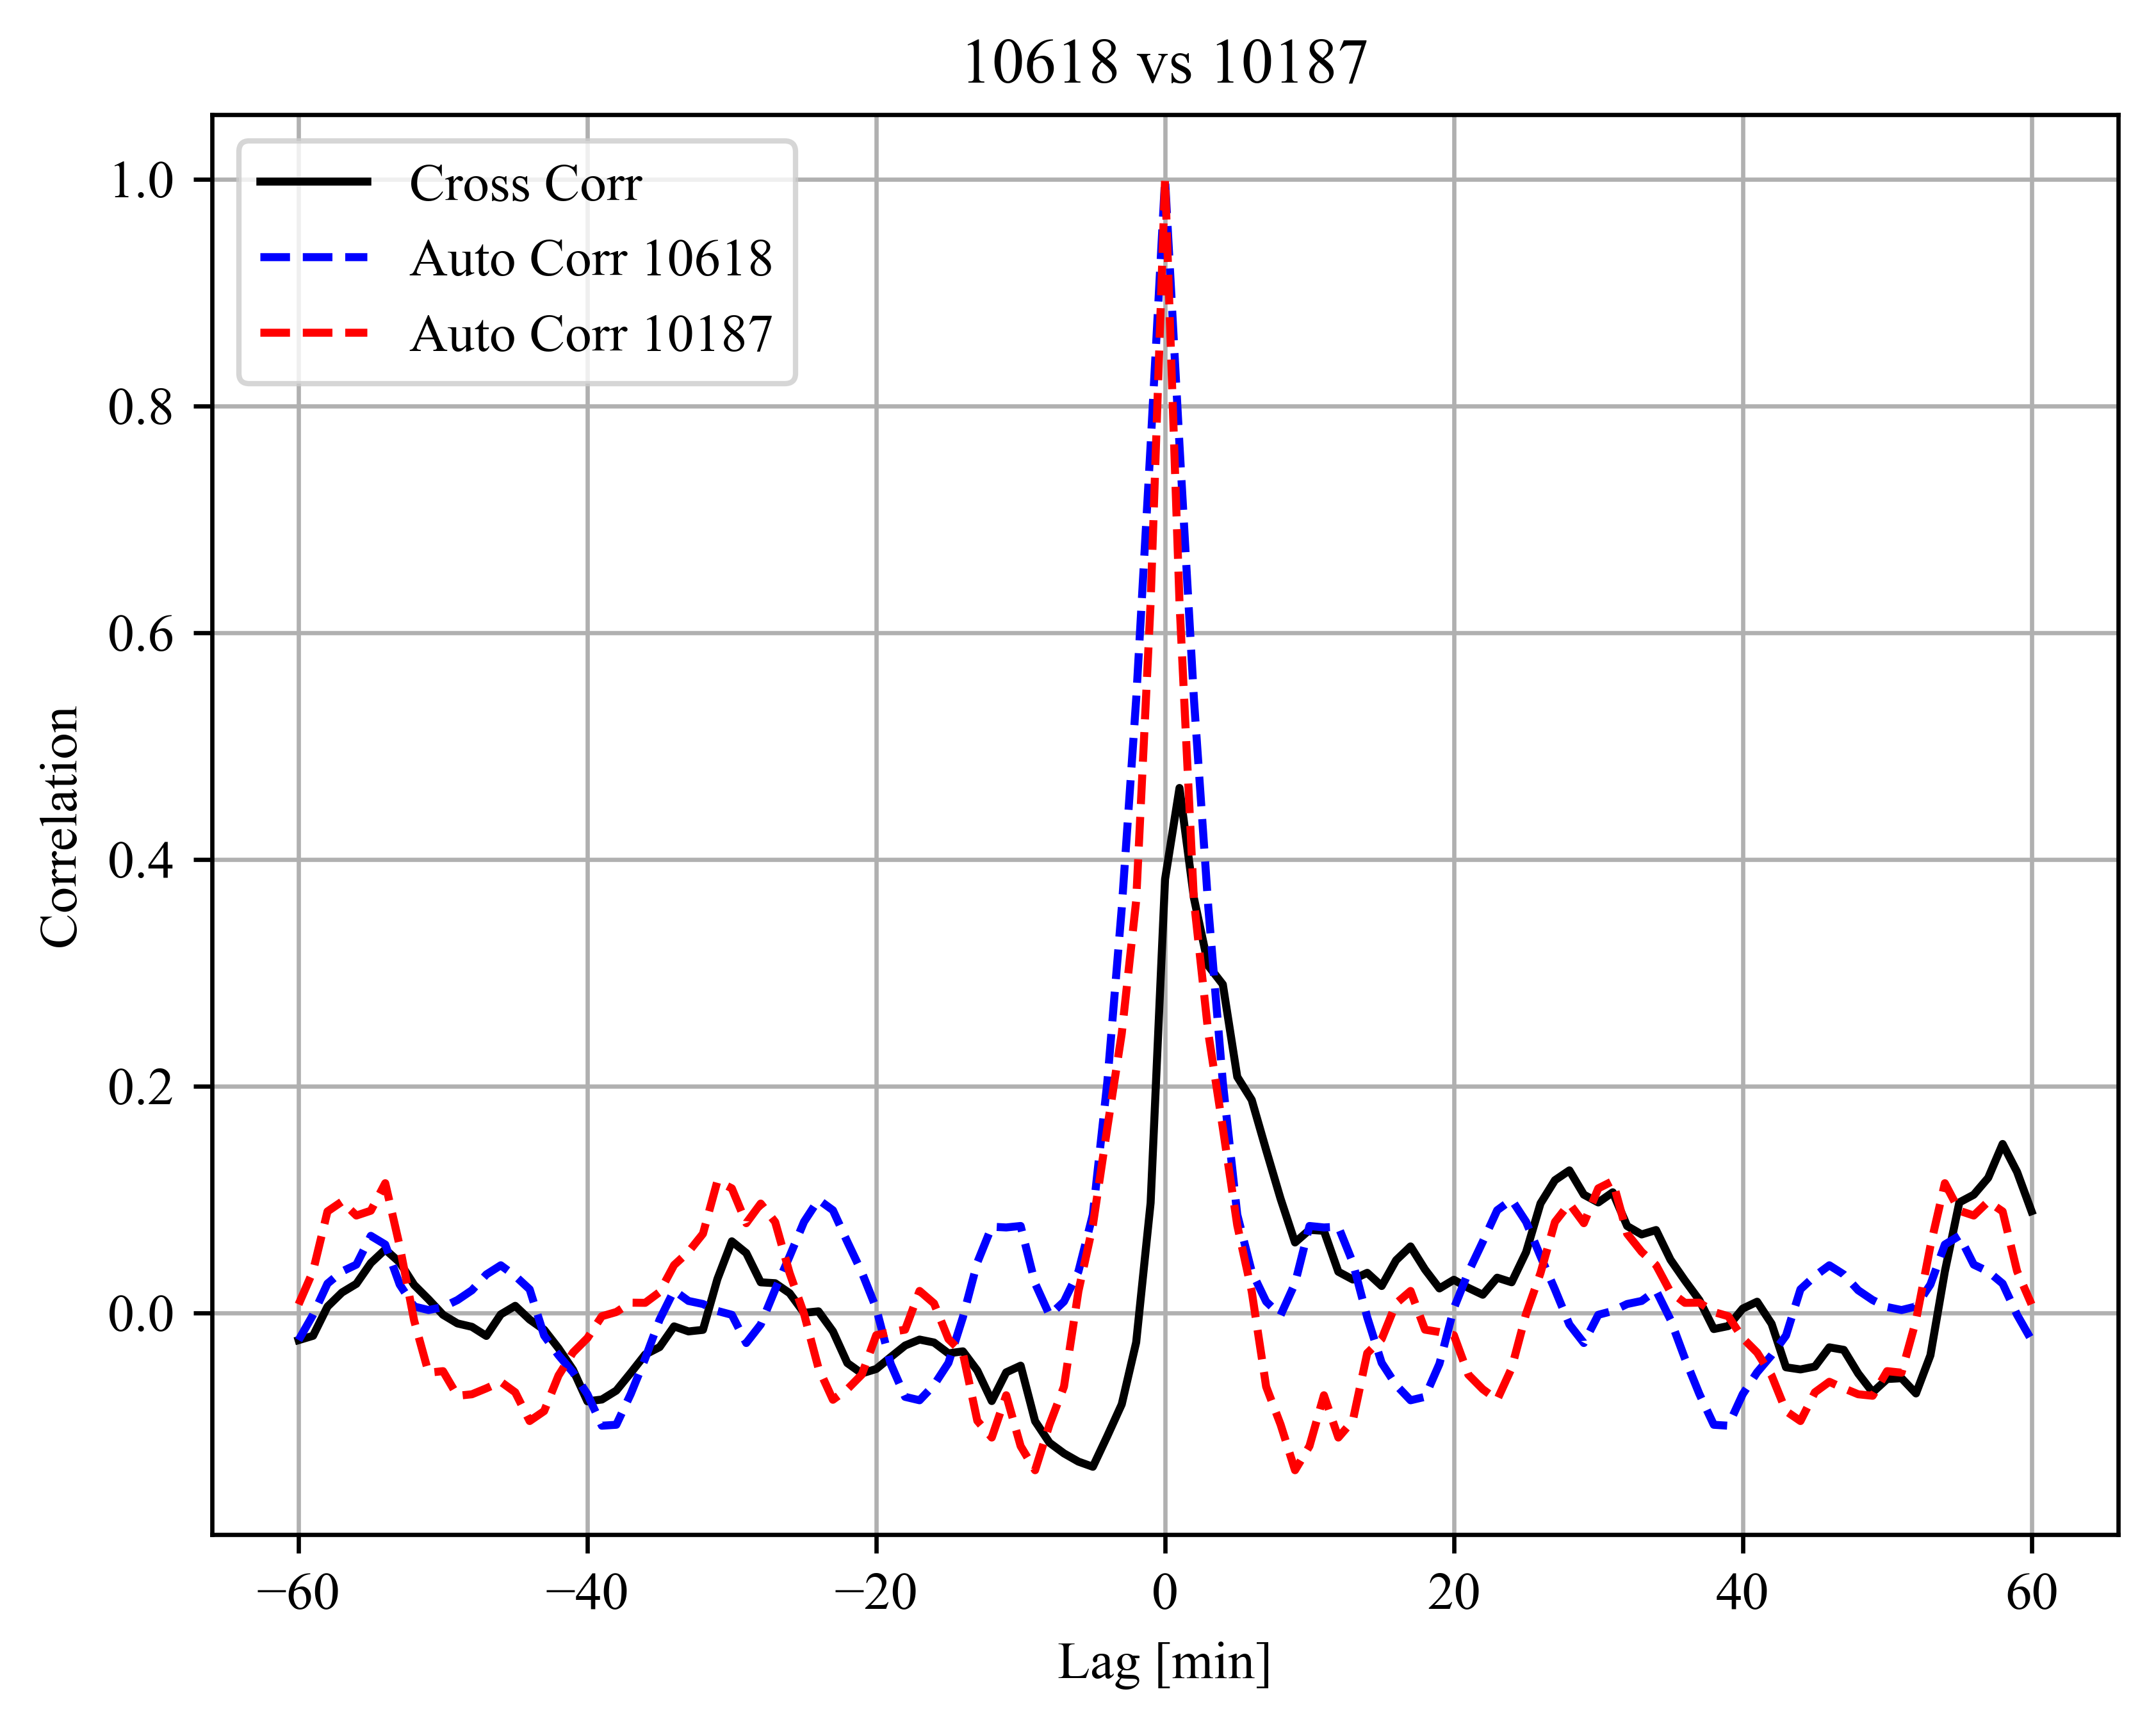 10618 vs 10187
Cross Corr
Auto Corr 10618
Auto Corr 10187
1.0
0.8
0.6
0.4
0.2
0.0
Correlation
−60 −40 −20 0 20 40 60
Lag [min]